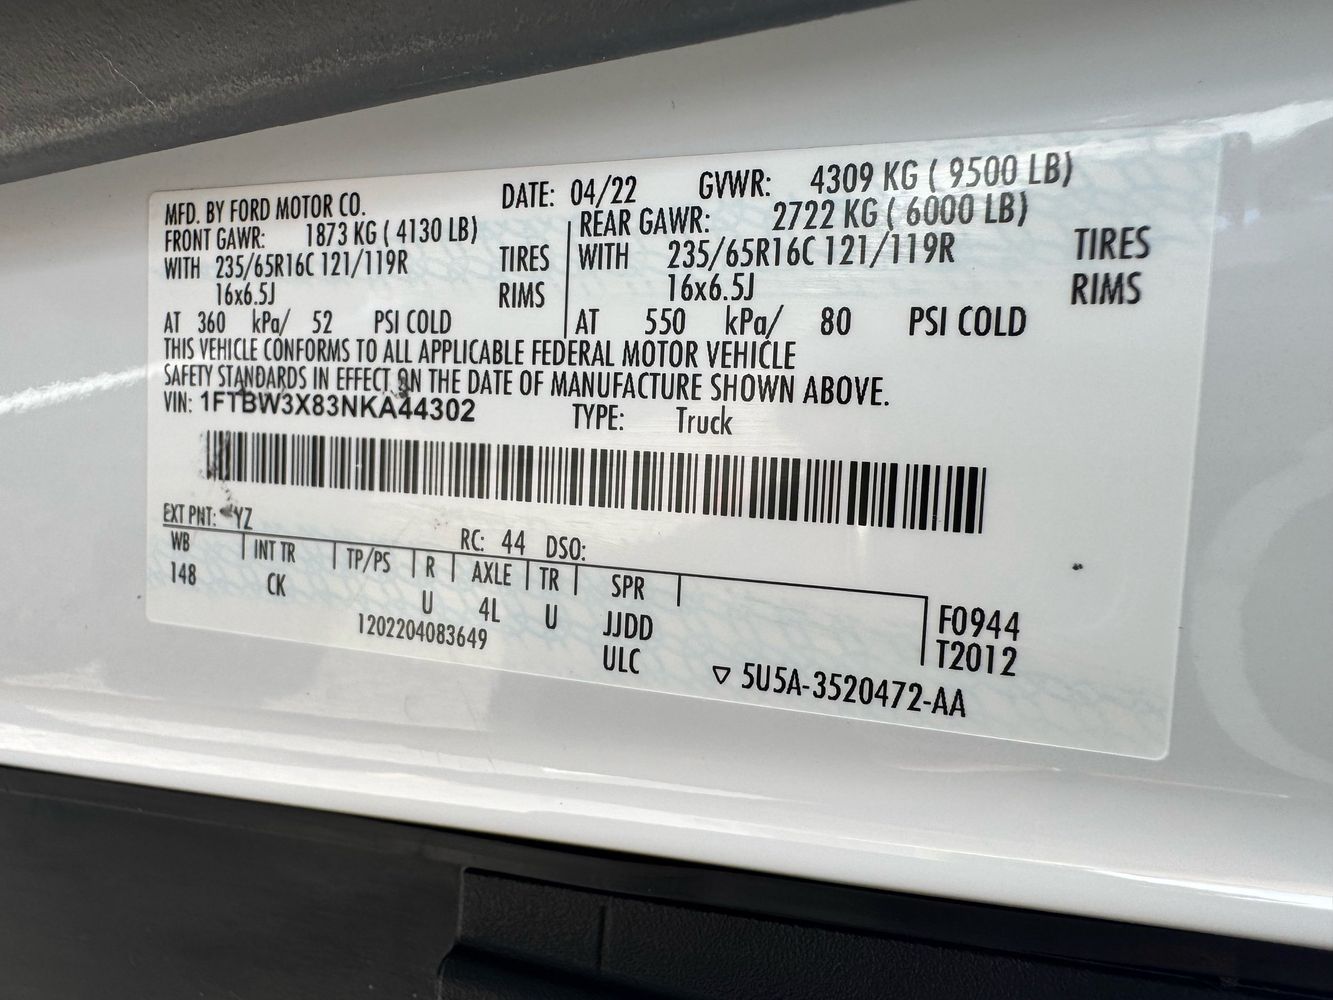 MFD. BY FORD MOTOR CO. DATE: 04/22 GVWR: 4309 KG ( 9500 LB)
FRONT GAWR: 1873 KG ( 4130 LB) REAR GAWR: 2722 KG ( 6000 LB)
WITH 235/65R16C 121/119R TIRES WITH 235/65R16C 121/119R TIRES
16x6.5J RIMS 16x6.5J RIMS
AT 360 kPa/ 52 PSI COLD AT 550 kPa/ 80 PSI COLD
THIS VEHICLE CONFORMS TO ALL APPLICABLE FEDERAL MOTOR VEHICLE
SAFETY STANDARDS IN EFFECT ON THE DATE OF MANUFACTURE SHOWN ABOVE.
VIN: 1FTBW3X83NKA44302 TYPE: Truck
EXT PNT: YZ RC: 44 DSO:
WB INT TR TP/PS R AXLE TR SPR
148 CK U 4L U JJDD F0944
1202204083649 ULC T2012
▽ 5U5A-3520472-AA